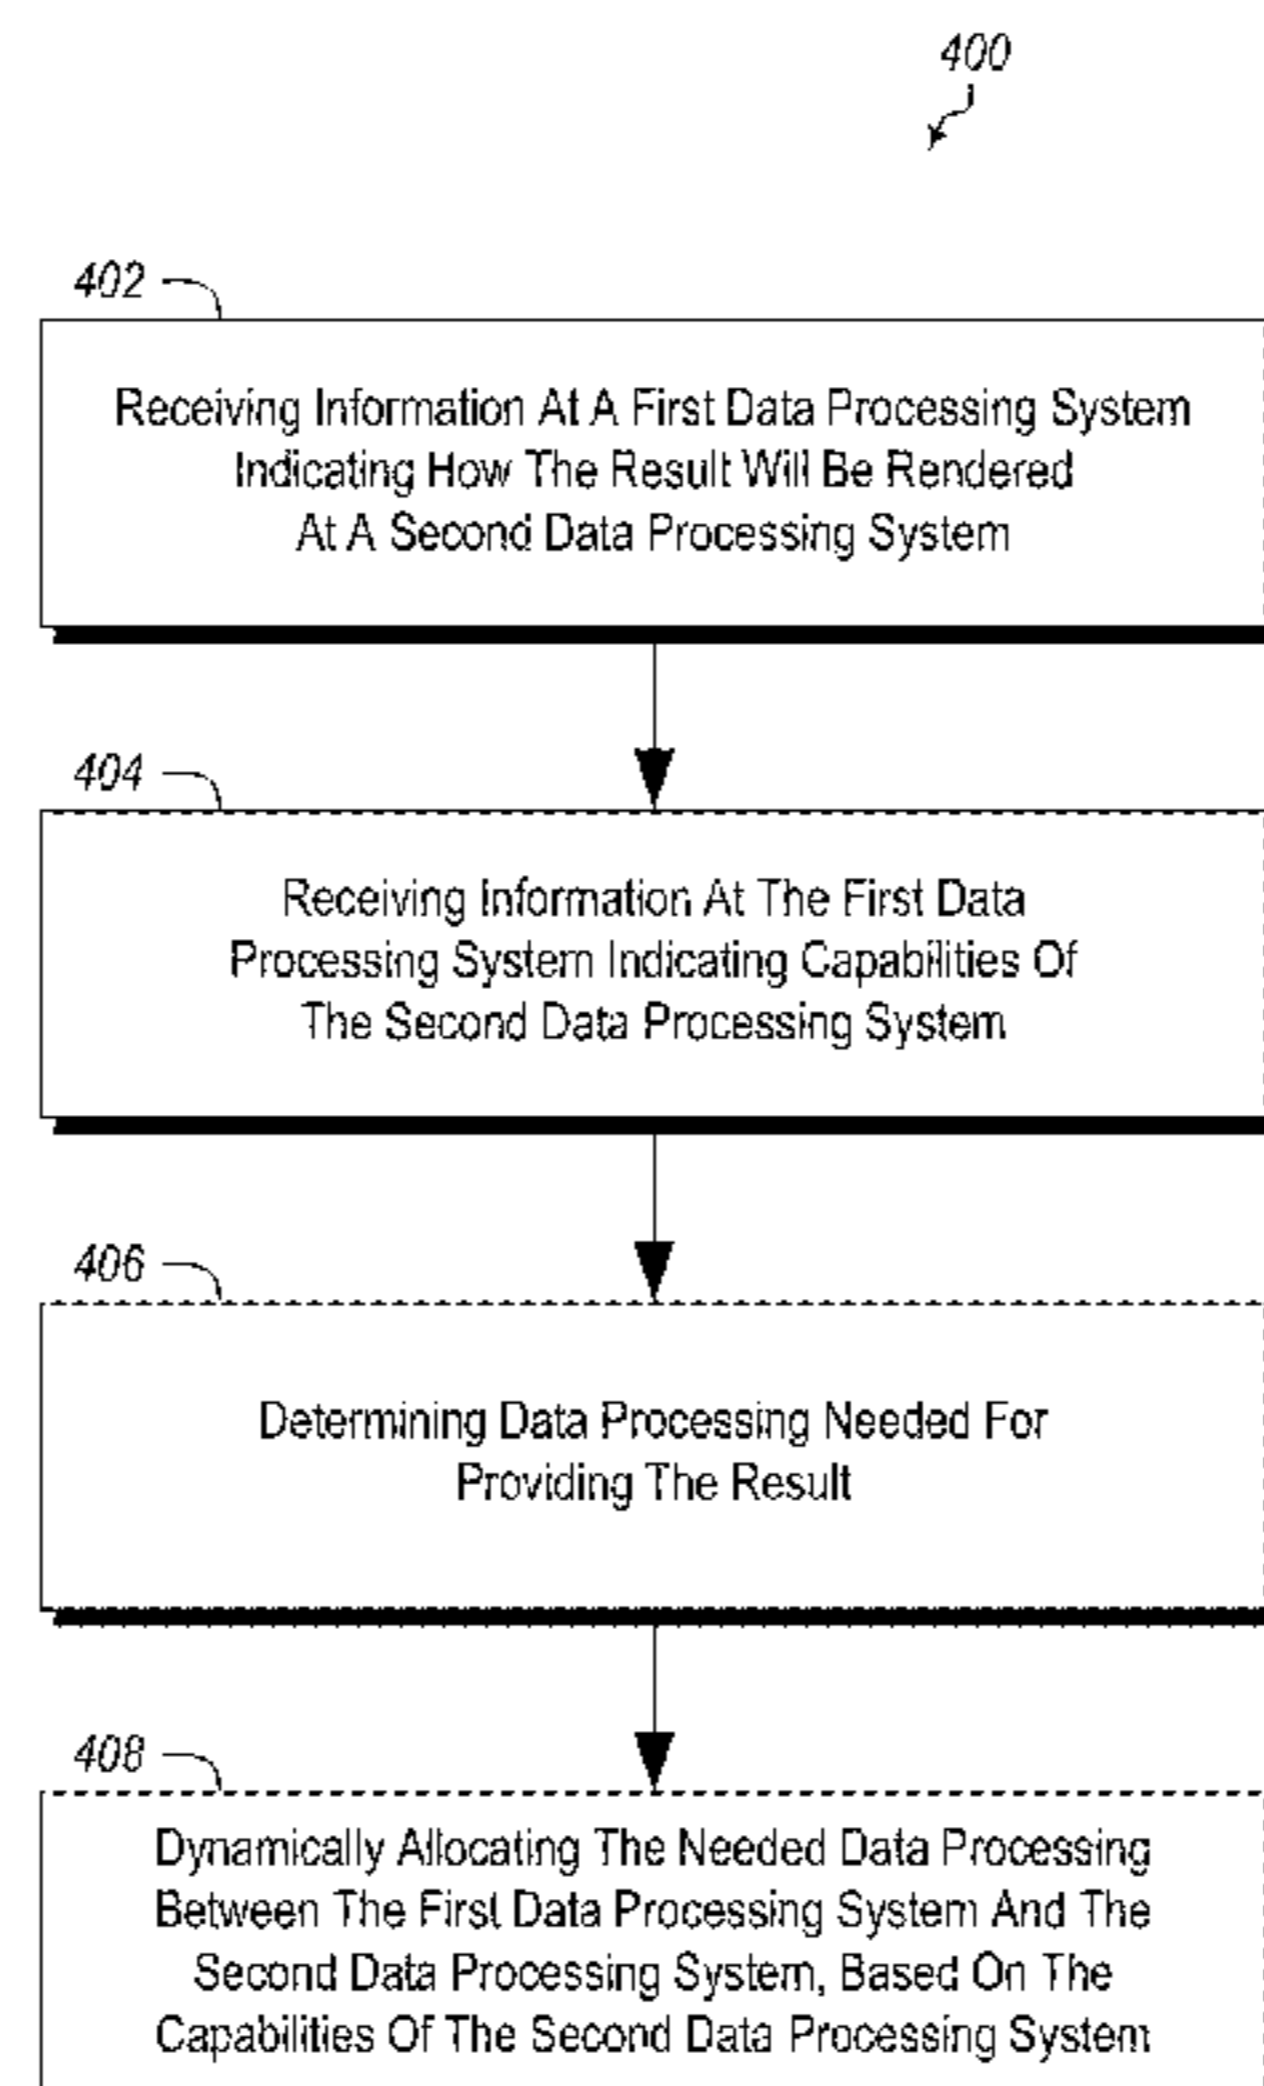 400
402
Receiving Information At A First Data Processing System
Indicating How The Result Will Be Rendered
At A Second Data Processing System
404
Receiving Information At The First Data
Processing System Indicating Capabilities Of
The Second Data Processing System
406
Determining Data Processing Needed For
Providing The Result
408
Dynamically Allocating The Needed Data Processing
Between The First Data Processing System And The
Second Data Processing System, Based On The
Capabilities Of The Second Data Processing System